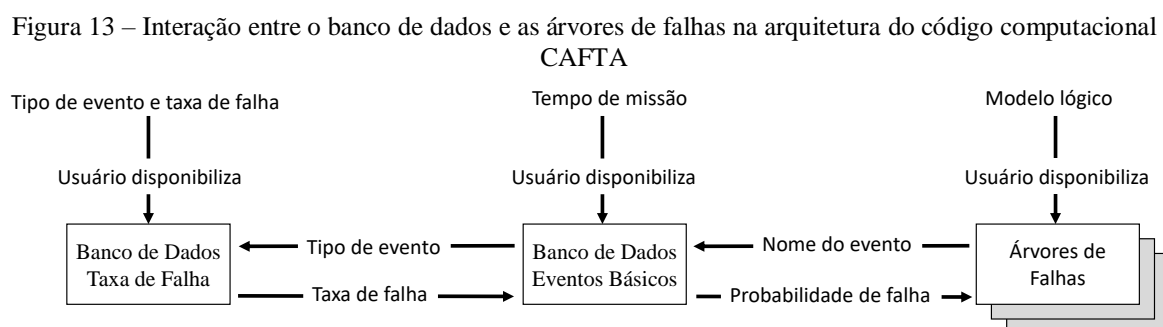 Figura 13 – Interação entre o banco de dados e as árvores de falhas na arquitetura do código computacional
CAFTA
Tipo de evento e taxa de falha
Tempo de missão
Modelo lógico
Usuário disponibiliza
Usuário disponibiliza
Usuário disponibiliza
Banco de Dados
Taxa de Falha
Tipo de evento
Taxa de falha
Banco de Dados
Eventos Básicos
Nome do evento
Probabilidade de falha
Árvores de
Falhas